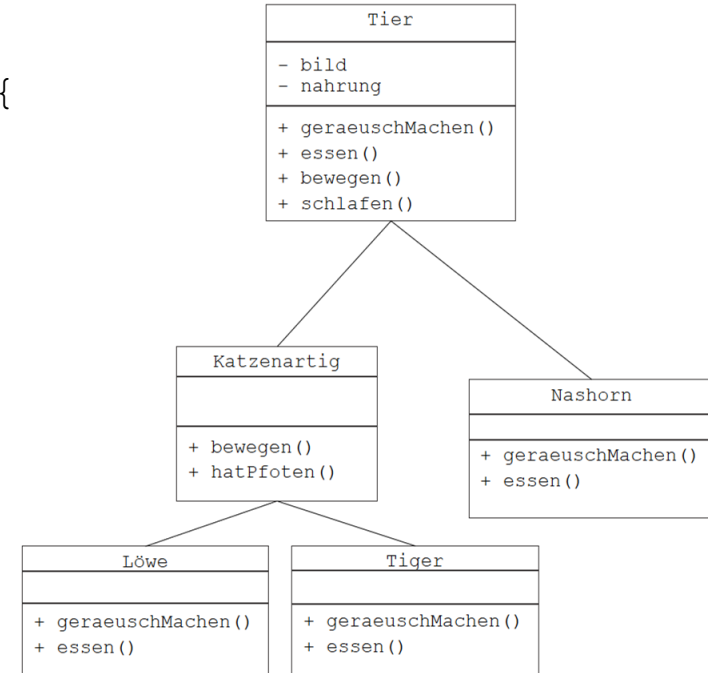 {
Tier
- bild
- nahrung
+ geraeuschMachen()
+ essen()
+ bewegen()
+ schlafen()
Katzenartig
+ bewegen()
+ hatPfoten()
Nashorn
+ geraeuschMachen()
+ essen()
Löwe
+ geraeuschMachen()
+ essen()
Tiger
+ geraeuschMachen()
+ essen()